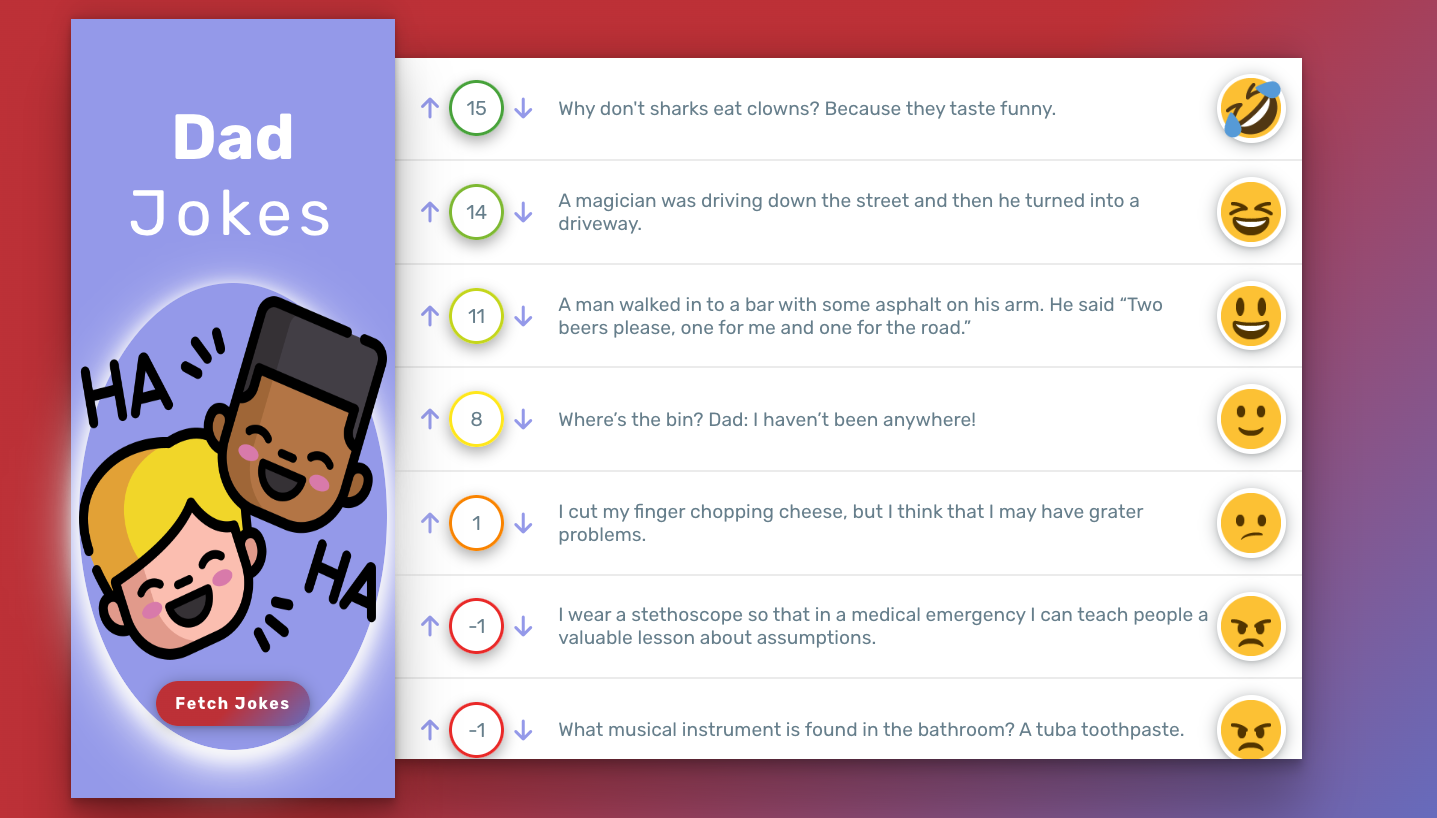 Dad
Jokes
HA
HA
Fetch Jokes
15
Why don't sharks eat clowns? Because they taste funny.
14
A magician was driving down the street and then he turned into a
driveway.
11
A man walked in to a bar with some asphalt on his arm. He said “Two
beers please, one for me and one for the road.”
8
Where’s the bin? Dad: I haven’t been anywhere!
1
I cut my finger chopping cheese, but I think that I may have grater
problems.
-1
I wear a stethoscope so that in a medical emergency I can teach people a
valuable lesson about assumptions.
-1
What musical instrument is found in the bathroom? A tuba toothpaste.